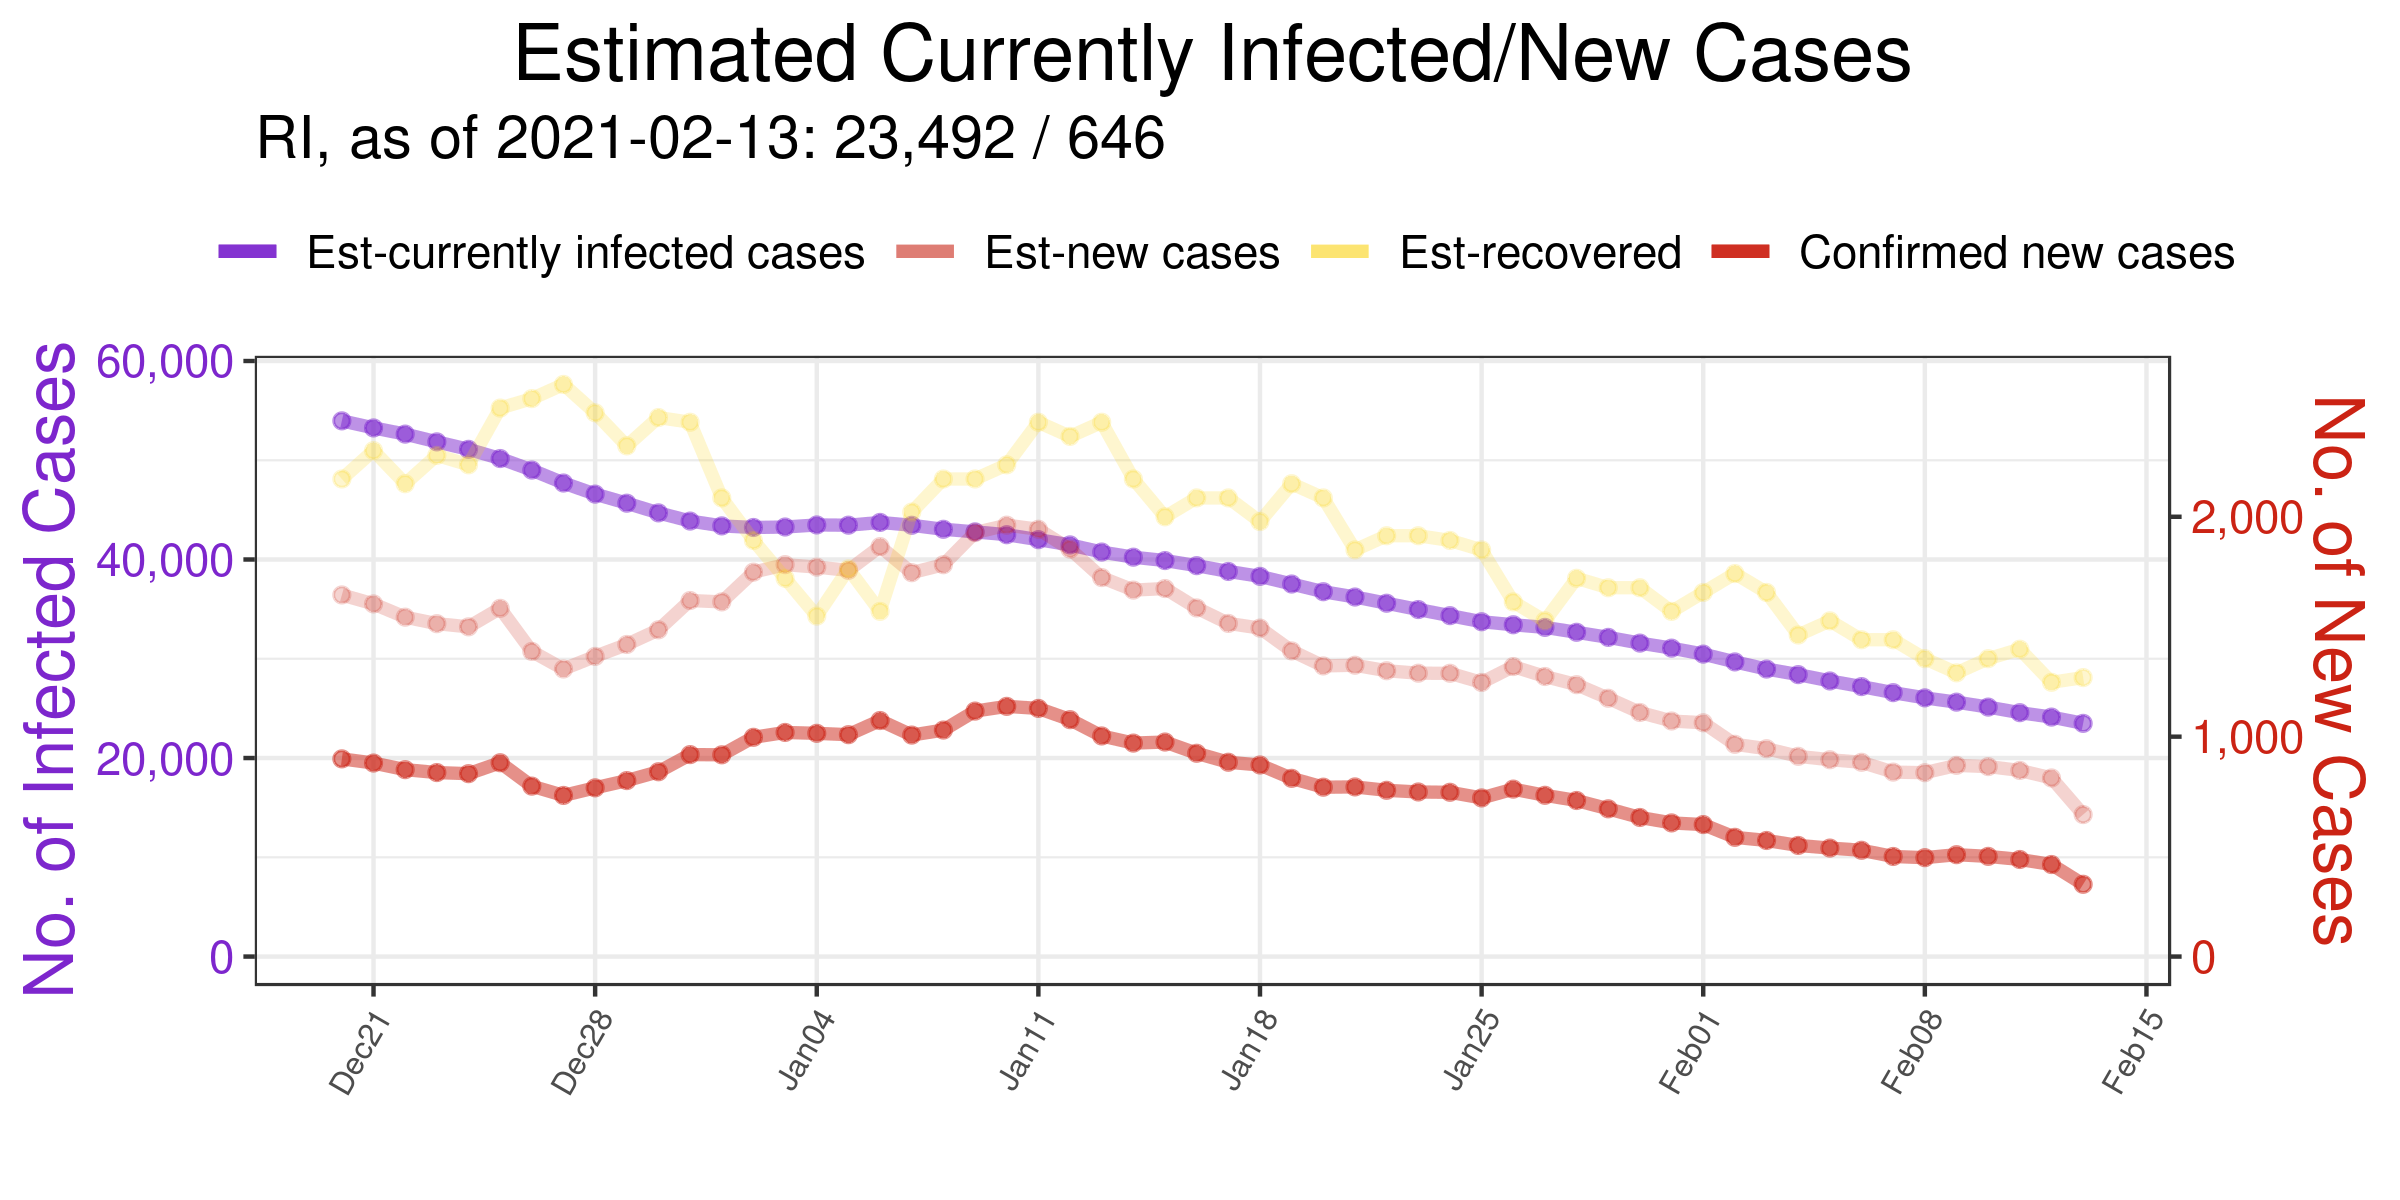 Estimated Currently Infected/New Cases
RI, as of 2021-02-13: 23,492 / 646
Est-currently infected cases Est-new cases Est-recovered Confirmed new cases
No. of Infected Cases
60,000
40,000
20,000
0
2,000
1,000
0
No. of New Cases
Dec21 Dec28 Jan04 Jan11 Jan18 Jan25 Feb01 Feb08 Feb15